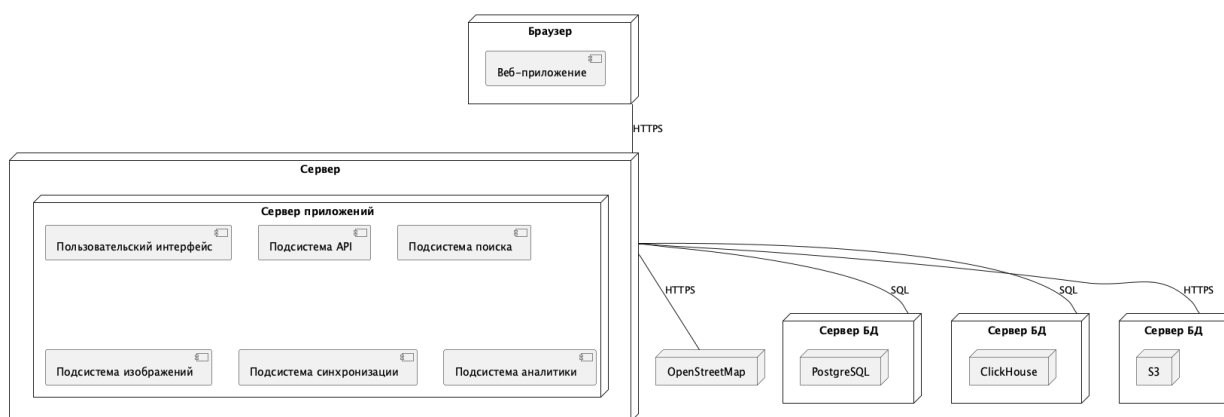 Браузер
Веб-приложение
HTTPS
Сервер
Сервер приложений
Пользовательский интерфейс
Подсистема API
Подсистема поиска
HTTPS
SQL
SQL
HTTPS
Сервер БД
Сервер БД
Сервер БД
Подсистема изображений
Подсистема синхронизации
Подсистема аналитики
OpenStreetMap
PostgreSQL
ClickHouse
S3